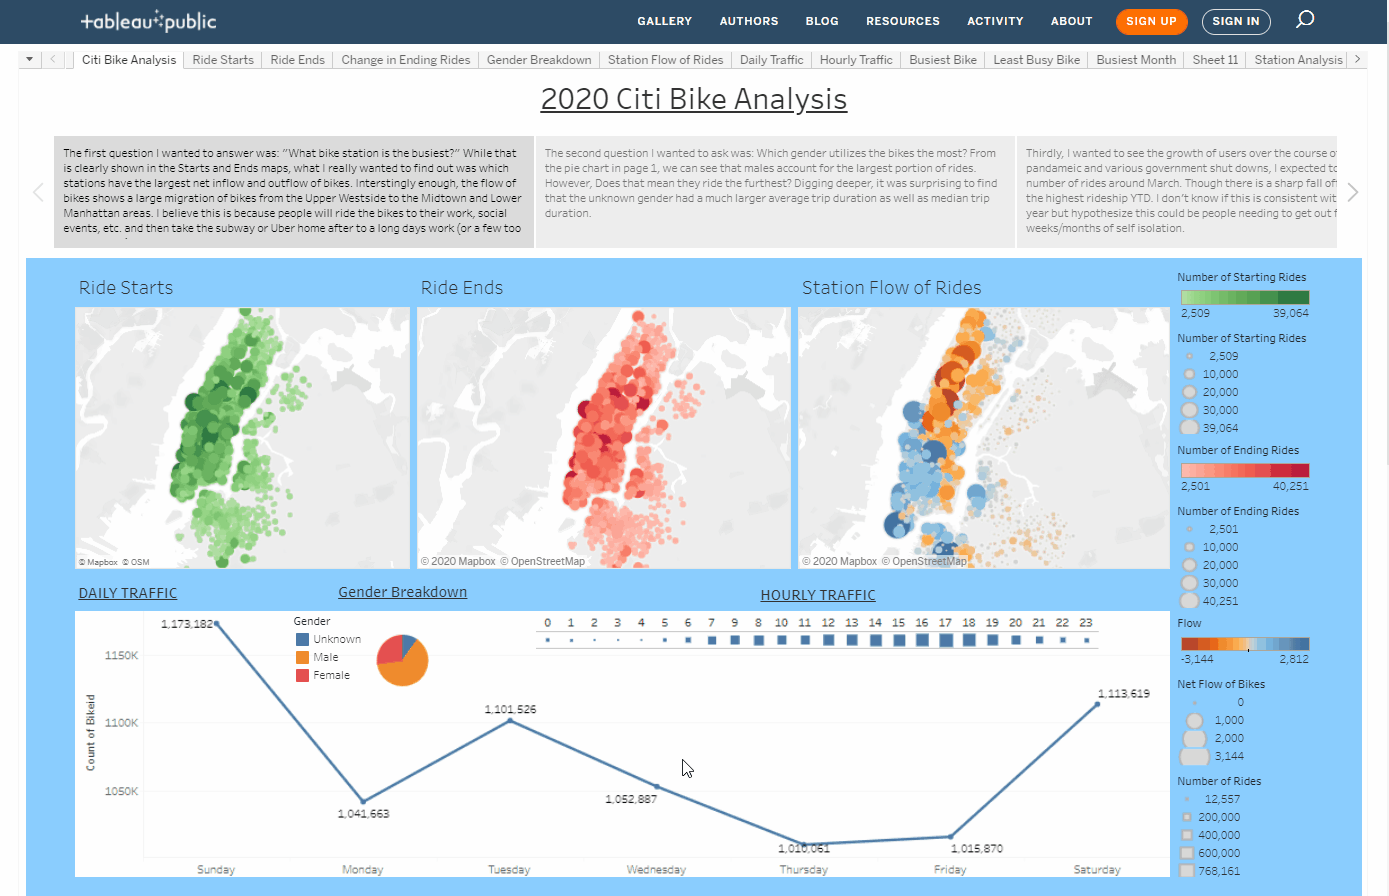 +ableau public
GALLERY AUTHORS BLOG RESOURCES ACTIVITY ABOUT SIGN UP SIGN IN
Citi Bike Analysis Ride Starts Ride Ends Change in Ending Rides Gender Breakdown Station Flow of Rides Daily Traffic Hourly Traffic Busiest Bike Least Busy Bike Busiest Month Sheet 11 Station Analysis
2020 Citi Bike Analysis
The first question I wanted to answer was: "What bike station is the busiest?" While that
is clearly shown in the Starts and Ends maps, what I really wanted to find out was which
stations have the largest net inflow and outflow of bikes. Interstingly enough, the flow of
bikes shows a large migration of bikes from the Upper Westside to the Midtown and Lower
Manhattan areas. I believe this is because people will ride the bikes to their work, social
events, etc. and then take the subway or Uber home after to a long days work (or a few too
The second question I wanted to ask was: Which gender utilizes the bikes the most? From
the pie chart in page 1, we can see that males account for the largest portion of rides.
However, Does that mean they ride the furthest? Digging deeper, it was surprising to find
that the unknown gender had a much larger average trip duration as well as median trip
duration.
Thirdly, I wanted to see the growth of users over the course o
pandameic and various government shut downs, I expected to
number of rides around March. Though there is a sharp fall off
the highest rideship YTD. I don't know if this is consistent wit
year but hypothesize this could be people needing to get out f
weeks/months of self isolation.
Ride Starts
Ride Ends
Station Flow of Rides
© Mapbox © OSM
© 2020 Mapbox © OpenStreetMap
© 2020 Mapbox © OpenStreetMap
Number of Starting Rides
2,509 39,064
Number of Starting Rides
2,509
10,000
20,000
30,000
39,064
Number of Ending Rides
2,501 40,251
Number of Ending Rides
2,501
10,000
20,000
30,000
40,251
Flow
-3,144 2,812
Net Flow of Bikes
0
1,000
2,000
3,144
Number of Rides
12,557
200,000
400,000
600,000
768,161
DAILY TRAFFIC
Gender Breakdown
HOURLY TRAFFIC
Gender
Unknown
Male
Female
0 1 2 3 4 5 6 7 9 8 10 11 12 13 14 15 16 17 18 19 20 21 22 23
Count of Bikeid
1150K
1100K
1050K
1,173,182
1,041,663
1,101,526
1,052,887
1,010,061
1,015,870
1,113,619
Sunday Monday Tuesday Wednesday Thursday Friday Saturday